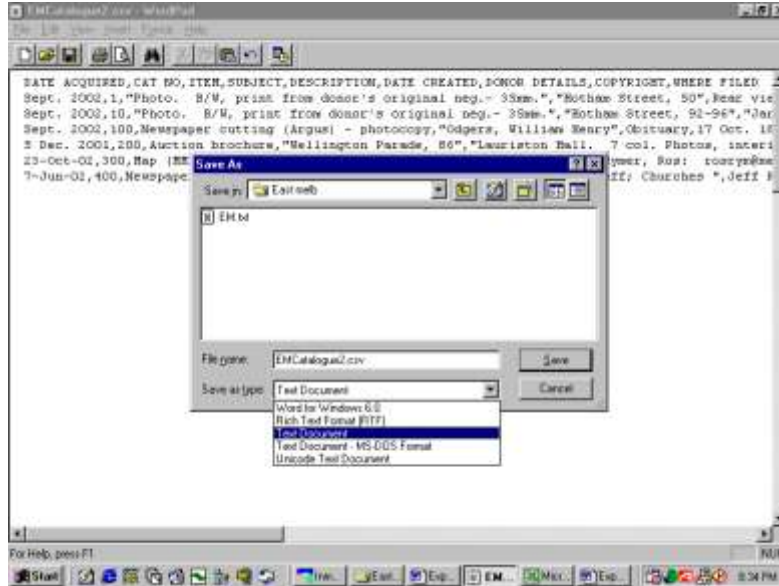 EMCatalogue2.csv - WordPad
File Edit View Insert Format Help
DATE ACQUIRED,CAT NO,ITEM,SUBJECT,DESCRIPTION,DATE CREATED,DONOR DETAILS,COPYRIGHT,WHERE FILED
Sept. 2002,1,"Photo. B/W, print from donor's original neg.- 35mm.","Hotham Street, 50",Rear vie
Sept. 2002,10,"Photo. B/W, print from donor's original neg.- 35mm.","Hotham Street, 92-96","Jar
Sept. 2002,100,Newspaper cutting (Argus) - photocopy,"Odgers, William Henry",Obituary,17 Oct. 18
5 Dec. 2001,200,Auction brochure,"Wellington Parade, 86","Lauriston Hall. 7 col. Photos, interi
23-Oct-02,300,Map
7-Jun-02,400,Newspape
Churches ",Jeff
Save As
Save in: East melb
EM.txt
File name: EMCatalogue2.csv Save
Save as type: Text Document Cancel
Word for Windows 6.0
Rich Text Format (RTF)
Text Document
Text Document - MS-DOS Format
Unicode Text Document
For Help, press F1 NU
Start EM...